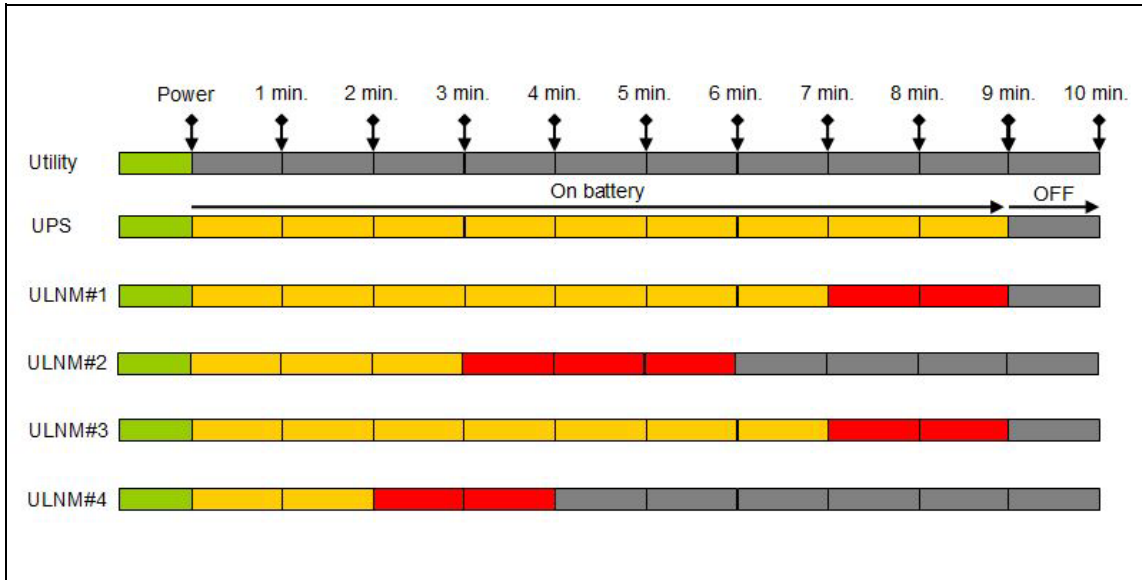 Power 1 min. 2 min. 3 min. 4 min. 5 min. 6 min. 7 min. 8 min. 9 min. 10 min.
Utility
On battery OFF
UPS
ULNM#1
ULNM#2
ULNM#3
ULNM#4